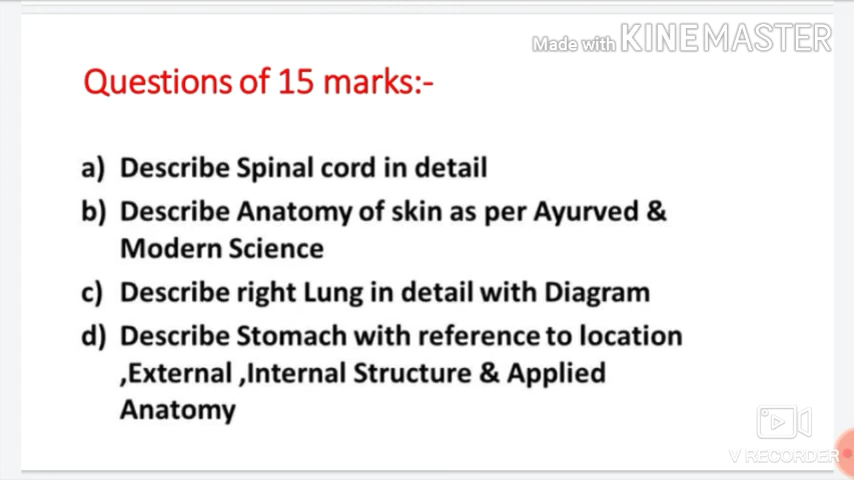 Made with KINEMASTER
Questions of 15 marks:-
a) Describe Spinal cord in detail
b) Describe Anatomy of skin as per Ayurved &
Modern Science
c) Describe right Lung in detail with Diagram
d) Describe Stomach with reference to location
,External ,Internal Structure & Applied
Anatomy
V RECORDER